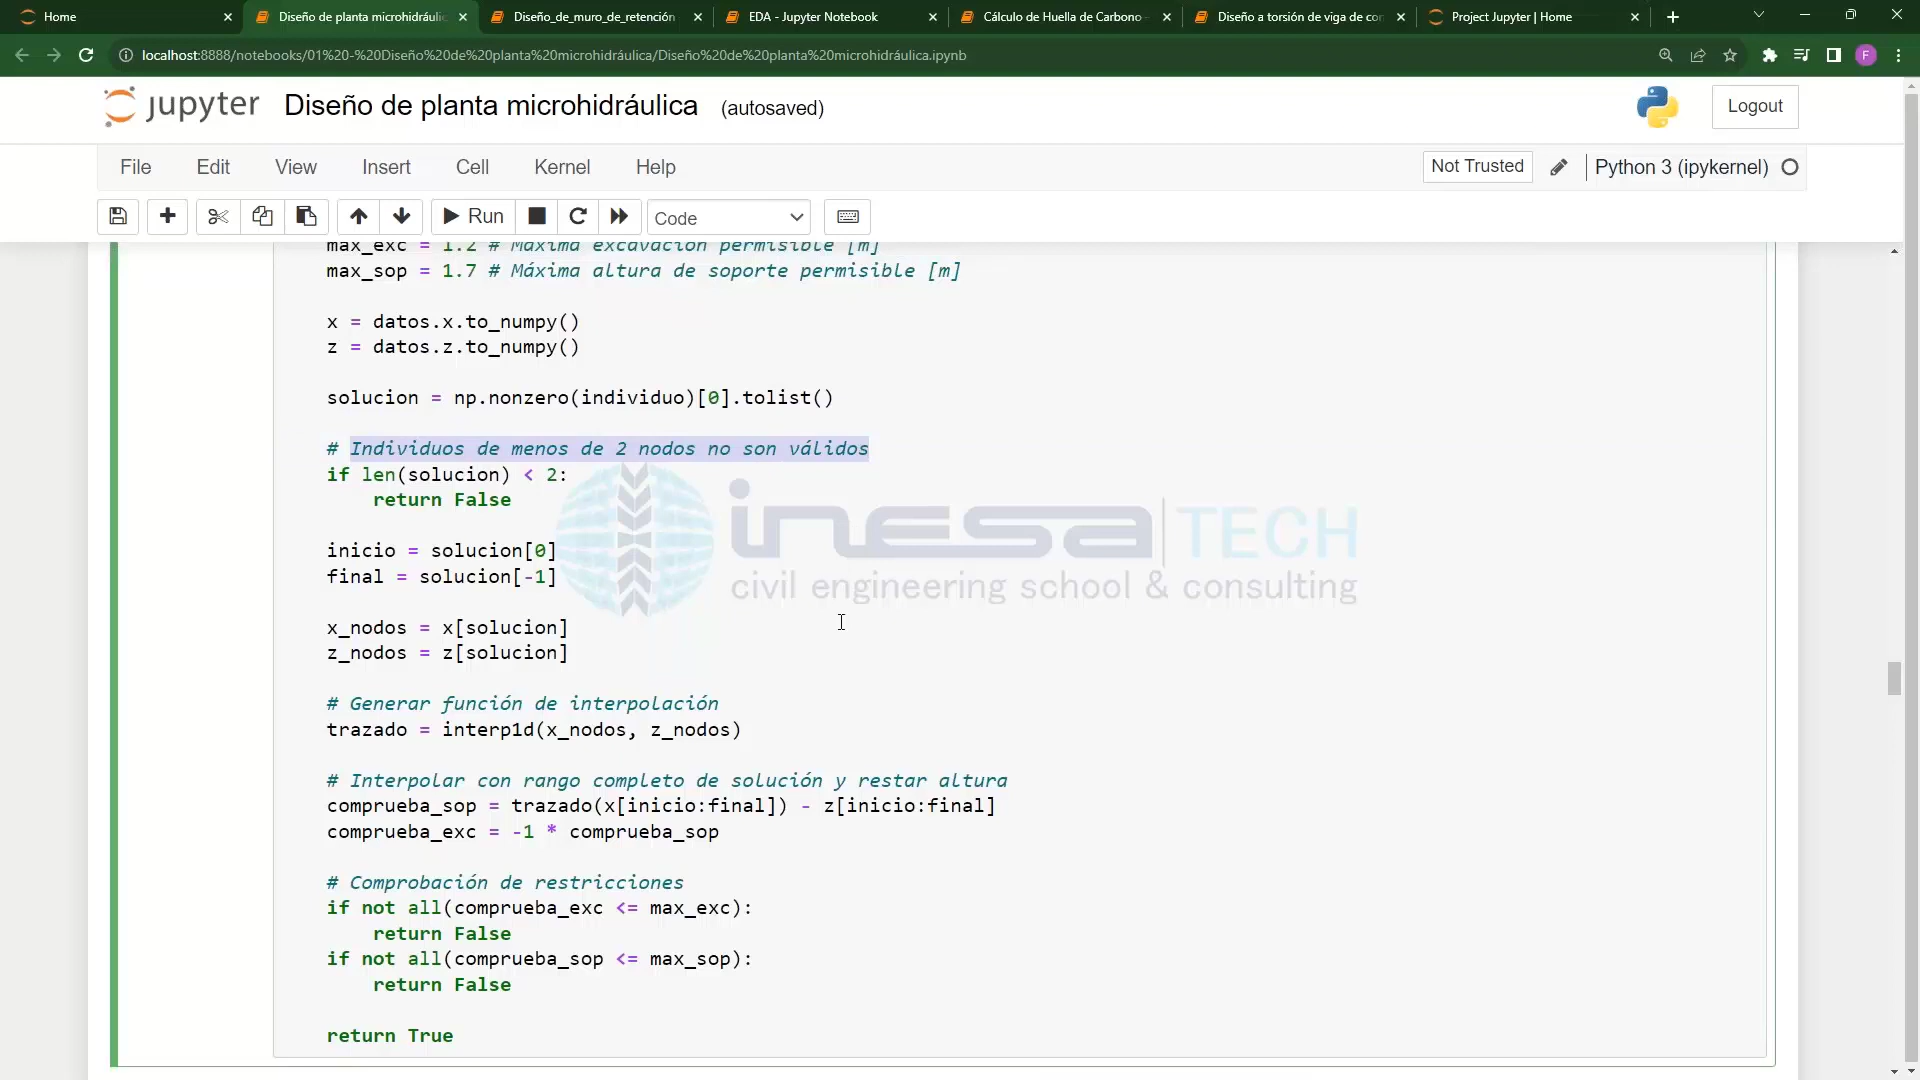 Home
Diseño de planta microhidráulic
Diseño_de_muro_de_retención
EDA - Jupyter Notebook
Cálculo de Huella de Carbono
Diseño a torsión de viga de con
Project Jupyter | Home
localhost:8888/notebooks/01%20-%20Diseño%20de%20planta%20microhidráulica/Diseño%20de%20planta%20microhidráulica.ipynb
F
jupyter Diseño de planta microhidráulica (autosaved)
Logout
File Edit View Insert Cell Kernel Help
Not Trusted
Python 3 (ipykernel)
Run
Code
max_exc = 1.2 # Máxima excavación permisible [m]
max_sop = 1.7 # Máxima altura de soporte permisible [m]
x = datos.x.to_numpy()
z = datos.z.to_numpy()
solucion = np.nonzero(individuo)[0].tolist()
# Individuos de menos de 2 nodos no son válidos
if len(solucion) < 2:
return False
inicio = solucion[0]
final = solucion[-1]
inesa TECH
civil engineering school & consulting
x_nodos = x[solucion]
z_nodos = z[solucion]
# Generar función de interpolación
trazado = interp1d(x_nodos, z_nodos)
# Interpolar con rango completo de solución y restar altura
comprueba_sop = trazado(x[inicio:final]) - z[inicio:final]
comprueba_exc = -1 * comprueba_sop
# Comprobación de restricciones
if not all(comprueba_exc <= max_exc):
return False
if not all(comprueba_sop <= max_sop):
return False
return True